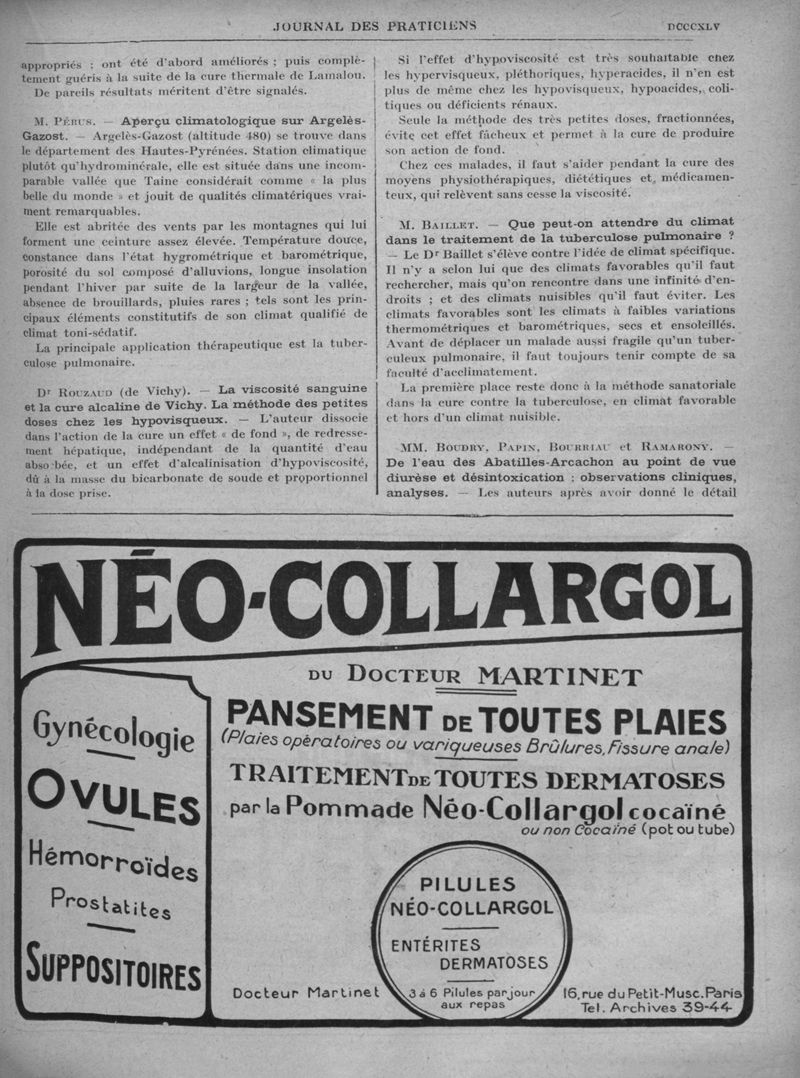 JOURNAL DES PRATICIENS
DCCCXLV
appropriés ; ont été d'abord améliorés ; puis complè-
tement guéris à la suite de la cure thermale de Lamalou.
De pareils résultats méritent d'être signalés.
M. PÉRUS. — Aperçu climatologique sur Argelès-
Gazost. — Argelès-Gazost (altitude 480) se trouve dans
le département des Hautes-Pyrénées. Station climatique
plutôt qu'hydrominérale, elle est située dans une incom-
parable vallée que Taine considérait comme « la plus
belle du monde » et jouit de qualités climatériques vrai-
ment remarquables.
Elle est abritée des vents par les montagnes qui lui
forment une ceinture assez élevée. Température douce,
constance dans l'état hygrométrique et barométrique,
porosité du sol composé d'alluvions, longue insolation
pendant l'hiver par suite de la largeur de la vallée,
absence de brouillards, pluies rares ; tels sont les prin-
cipaux éléments constitutifs de son climat qualifié de
climat toni-sédatif.
La principale application thérapeutique est la tuber-
culose pulmonaire.
Dr ROUZAUD (de Vichy). — La viscosité sanguine
et la cure alcaline de Vichy. La méthode des petites
doses chez les hypovisqueux. — L'auteur dissocie
dans l'action de la cure un effet « de fond », de redresse-
ment hépatique, indépendant de la quantité d'eau
absorbée, et un effet d'alcalinisation d'hypoviscosité,
dû à la masse du bicarbonate de soude et proportionnel
à la dose prise.
Si l'effet d'hypoviscosité est très souhaitable chez
les hypervisqueux, pléthoriques, hyperacides, il n'en est
plus de même chez les hypovisqueux, hypoacides, coli-
tiques ou déficients rénaux.
Seule la méthode des très petites doses, fractionnées,
évite cet effet fâcheux et permet à la cure de produire
son action de fond.
Chez ces malades, il faut s'aider pendant la cure des
moyens physiothérapiques, diététiques et médicamen-
teux, qui relèvent sans cesse la viscosité.
M. BAILLET. — Que peut-on attendre du climat
dans le traitement de la tuberculose pulmonaire ?
— Le Dr Baillet s'élève contre l'idée de climat spécifique.
Il n'y a selon lui que des climats favorables qu'il faut
rechercher, mais qu'on rencontre dans une infinité d'en-
droits ; et des climats nuisibles qu'il faut éviter. Les
climats favorables sont les climats à faibles variations
thermométriques et barométriques, secs et ensoleillés.
Avant de déplacer un malade aussi fragile qu'un tuber-
culeux pulmonaire, il faut toujours tenir compte de sa
faculté d'acclimatement.
La première place reste donc à la méthode sanatoriale
dans la cure contre la tuberculose, en climat favorable
et hors d'un climat nuisible.
MM. BOUDRY, PAPIN, BOURRIAU et RAMARONY. —
De l'eau des Abatilles-Arcachon au point de vue
diurèse et désintoxication ; observations cliniques,
analyses. — Les auteurs après avoir donné le détail
NÉO-COLLARGOL
DU DOCTEUR MARTINET
Gynécologie
OVULES
Hémorroïdes
Prostatites
SUPPOSITOIRES
PANSEMENT DE TOUTES PLAIES
(Plaies opèratoires ou variqueuses Brûlures, Fissure anale)
TRAITEMENT DE TOUTES DERMATOSES
par la Pommade Néo-Collargol cocaïné
ou non Cocaïné (pot ou tube)
PILULES
NÉO-COLLARGOL
ENTÉRITES
DERMATOSES
3 à 6 Pilules par jour
aux repas
Docteur Martinet
16, rue du Petit-Musc. Paris
Tel. Archives 39-44